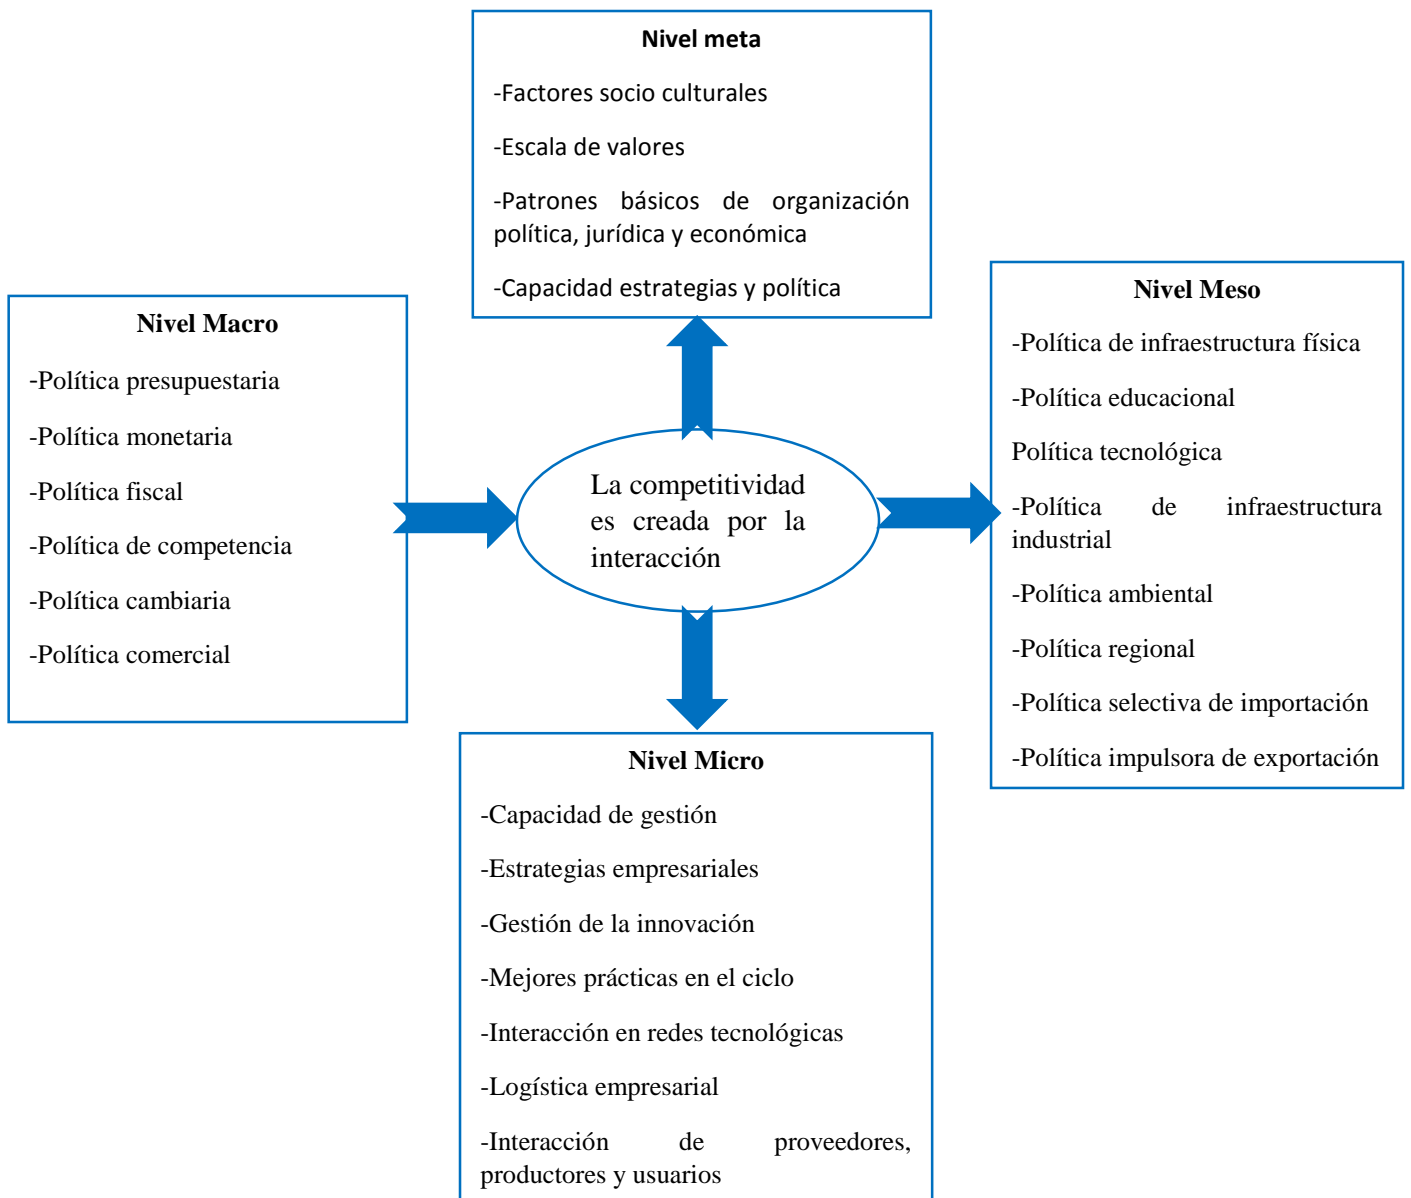 Nivel meta
-Factores socio culturales
-Escala de valores
-Patrones básicos de organización
política, jurídica y económica
-Capacidad estrategias y política
Nivel Macro
-Política presupuestaria
-Política monetaria
-Política fiscal
-Política de competencia
-Política cambiaria
-Política comercial
La competitividad
es creada por la
interacción
Nivel Meso
-Política de infraestructura física
-Política educacional
Política tecnológica
-Política de infraestructura
industrial
-Política ambiental
-Política regional
-Política selectiva de importación
-Política impulsora de exportación
Nivel Micro
-Capacidad de gestión
-Estrategias empresariales
-Gestión de la innovación
-Mejores prácticas en el ciclo
-Interacción en redes tecnológicas
-Logística empresarial
-Interacción de proveedores,
productores y usuarios